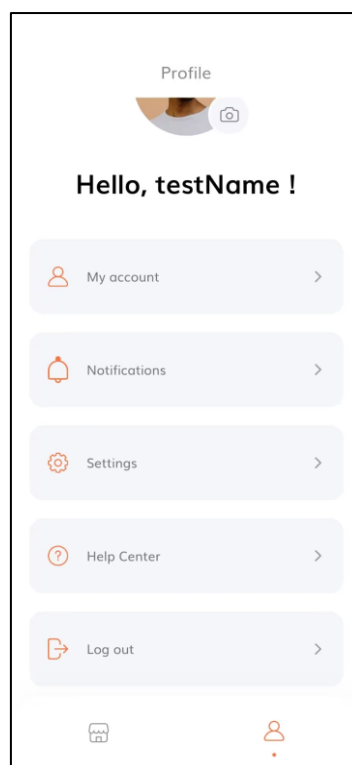 Profile
Hello, testName !
My account
Notifications
Settings
Help Center
Log out